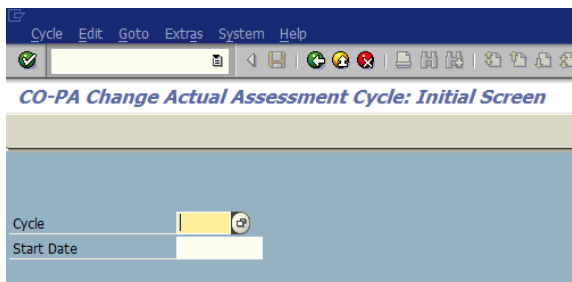 Cycle Edit Goto Extras System Help
CO-PA Change Actual Assessment Cycle: Initial Screen
Cycle
Start Date